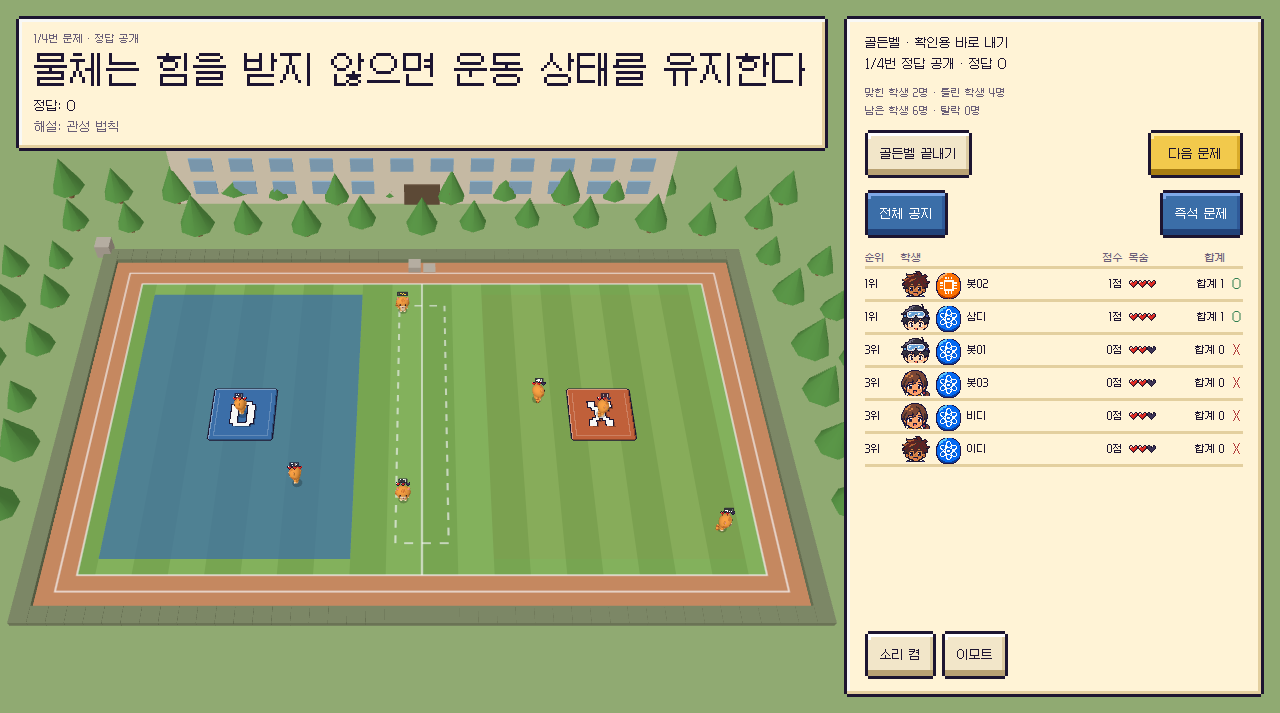 1/4번 문제 · 정답 공개
물체는 힘을 받지 않으면 운동 상태를 유지한다
정답: O
해설: 관성 법칙
O
X
골든벨 · 확인용 바로 내기
1/4번 정답 공개 · 정답 O
맞힌 학생 2명 · 틀린 학생 4명
남은 학생 6명 · 탈락 0명
골든벨 끝내기
다음 문제
전체 공지
즉석 문제
순위 학생 점수 목숨 합계
1위 봇02 1점 합계 1 O
1위 삼디 1점 합계 1 O
3위 봇01 0점 합계 0 X
3위 봇03 0점 합계 0 X
3위 비디 0점 합계 0 X
3위 이디 0점 합계 0 X
소리 켬
이모트